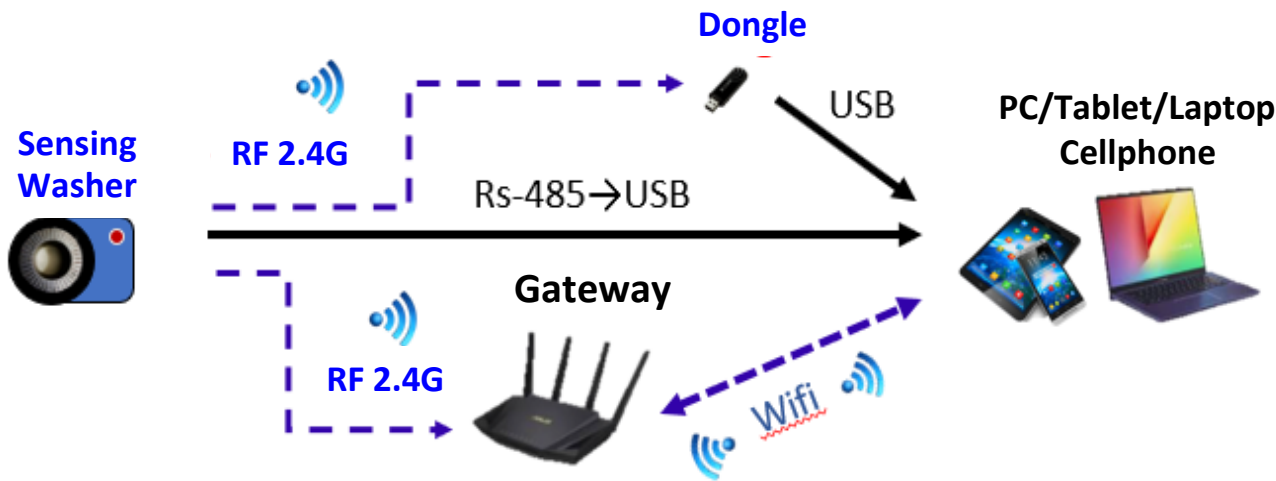 Dongle
USB
PC/Tablet/Laptop
Cellphone
Sensing
Washer
RF 2.4G
Rs-485→USB
Gateway
RF 2.4G
Wifi